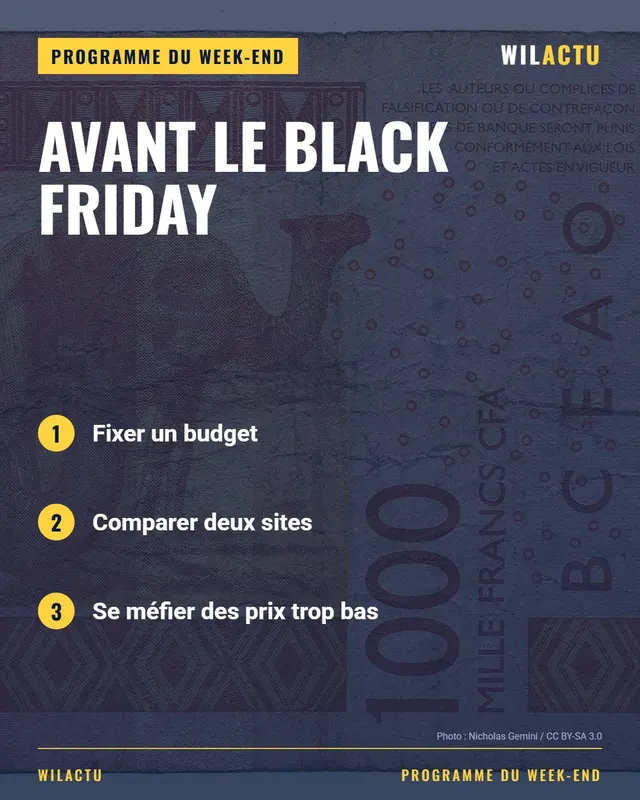 PROGRAMME DU WEEK-END
WILACTU
LES AUTEURS OU COMPLICES DE
FALSIFICATION OU DE CONTREFAÇON
DE BANQUE SERONT PUNIS
CONFORMÉMENT AUX LOIS
ET ACTES EN VIGUEUR
AVANT LE BLACK
FRIDAY
BCEAO
1 Fixer un budget
2 Comparer deux sites
3 Se méfier des prix trop bas
1000
MILLE FRANCS CFA
Photo : Nicholas Gemini / CC BY-SA 3.0
WILACTU
PROGRAMME DU WEEK-END